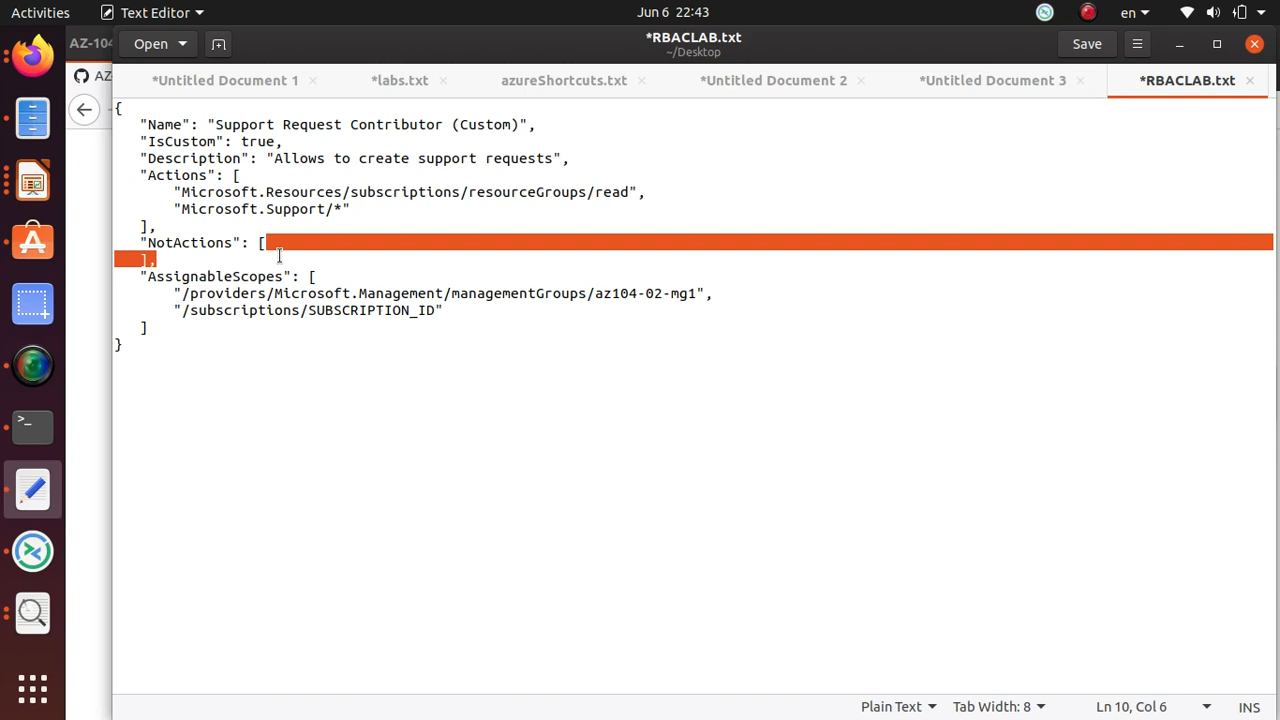 Activities
Text Editor
Jun 6 22:43
en
AZ-104
AZ
Open
*RBACLAB.txt
~/Desktop
Save
*Untitled Document 1
*labs.txt
azureShortcuts.txt
*Untitled Document 2
*Untitled Document 3
*RBACLAB.txt
{
"Name": "Support Request Contributor (Custom)",
"IsCustom": true,
"Description": "Allows to create support requests",
"Actions": [
"Microsoft.Resources/subscriptions/resourceGroups/read",
"Microsoft.Support/*"
],
"NotActions": [
],
"AssignableScopes": [
"/providers/Microsoft.Management/managementGroups/az104-02-mg1",
"/subscriptions/SUBSCRIPTION_ID"
]
}
Plain Text
Tab Width: 8
Ln 10, Col 6
INS